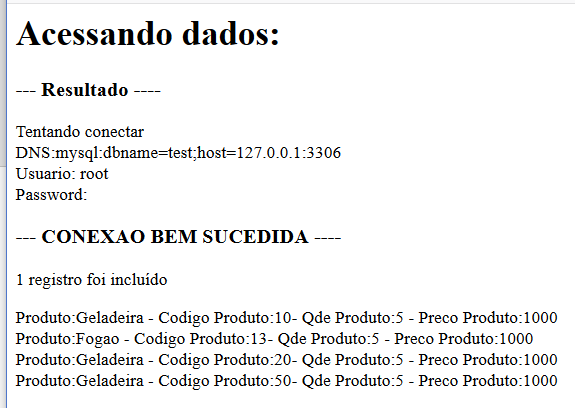 Acessando dados:
--- Resultado ----
Tentando conectar
DNS:mysql:dbname=test;host=127.0.0.1:3306
Usuario: root
Password:
--- CONEXAO BEM SUCEDIDA ----
1 registro foi incluído
Produto:Geladeira - Codigo Produto:10- Qde Produto:5 - Preco Produto:1000
Produto:Fogao - Codigo Produto:13- Qde Produto:5 - Preco Produto:1000
Produto:Geladeira - Codigo Produto:20- Qde Produto:5 - Preco Produto:1000
Produto:Geladeira - Codigo Produto:50- Qde Produto:5 - Preco Produto:1000